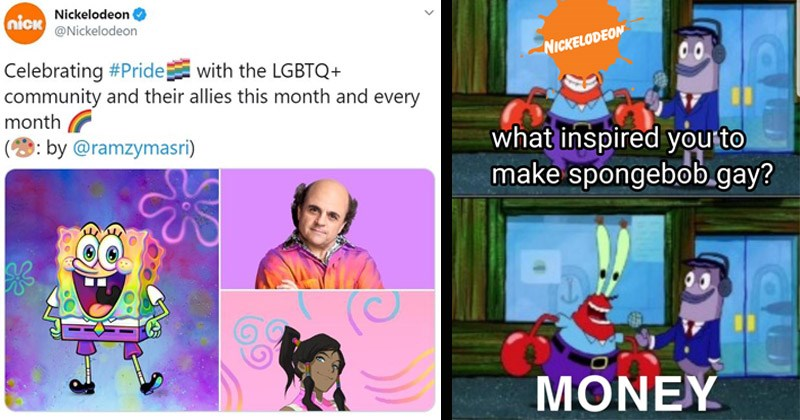 nick
Nickelodeon
@Nickelodeon
Celebrating #Pride with the LGBTQ+
community and their allies this month and every
month 🌈
(🎨: by @ramzymasri)
NICKELODEON
what inspired you to
make spongebob gay?
MONEY